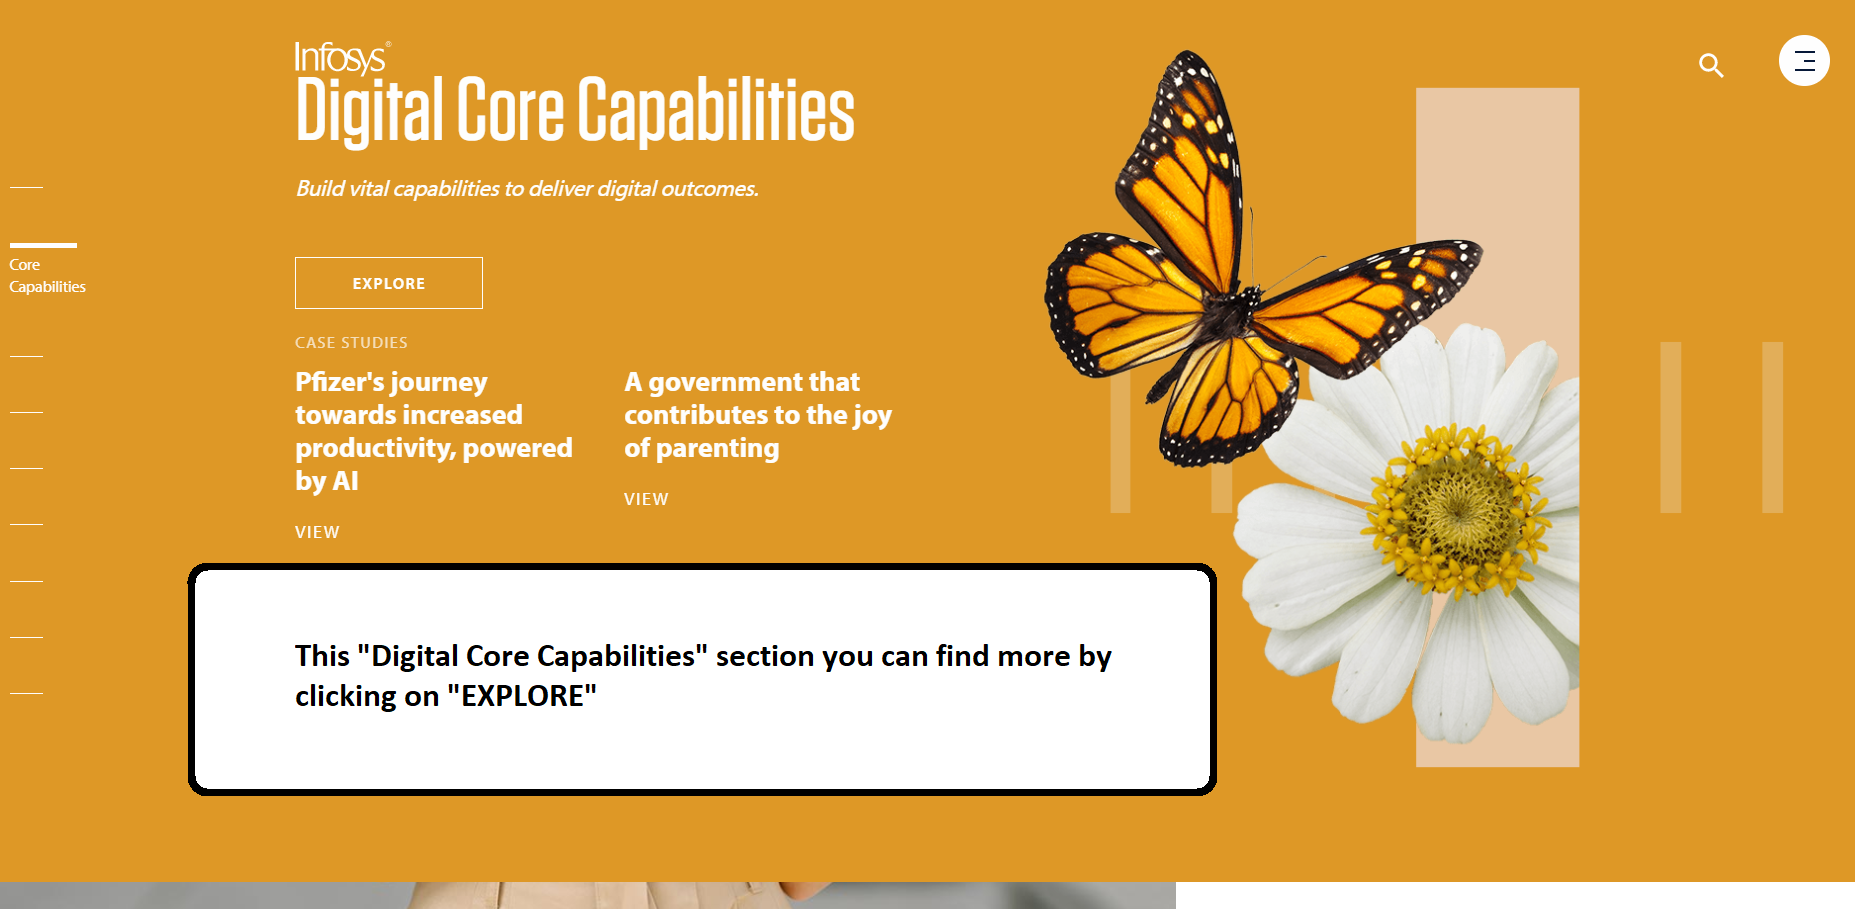 Infosys®
Digital Core Capabilities
Build vital capabilities to deliver digital outcomes.
Core
Capabilities
EXPLORE
CASE STUDIES
Pfizer's journey
towards increased
productivity, powered
by AI
VIEW
A government that
contributes to the joy
of parenting
VIEW
This "Digital Core Capabilities" section you can find more by
clicking on "EXPLORE"